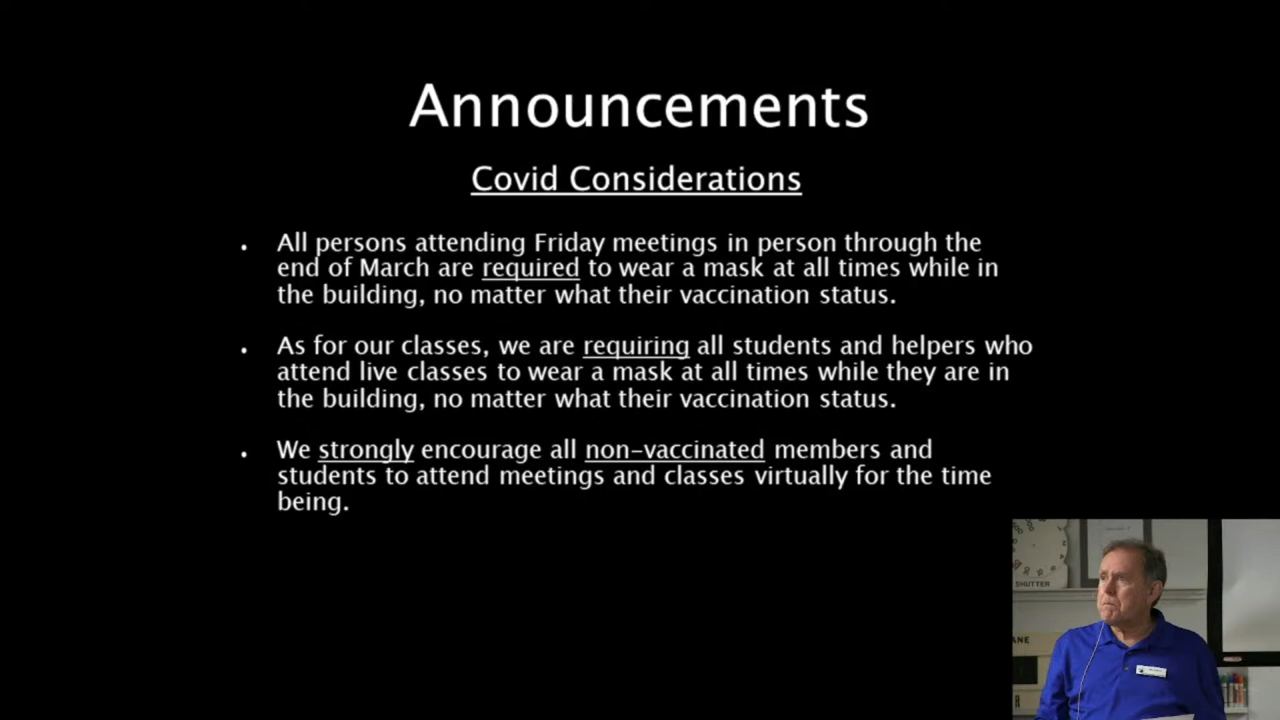 Announcements
Covid Considerations
• All persons attending Friday meetings in person through the
end of March are required to wear a mask at all times while in
the building, no matter what their vaccination status.
• As for our classes, we are requiring all students and helpers who
attend live classes to wear a mask at all times while they are in
the building, no matter what their vaccination status.
• We strongly encourage all non-vaccinated members and
students to attend meetings and classes virtually for the time
being.
SHUTTER
ANE